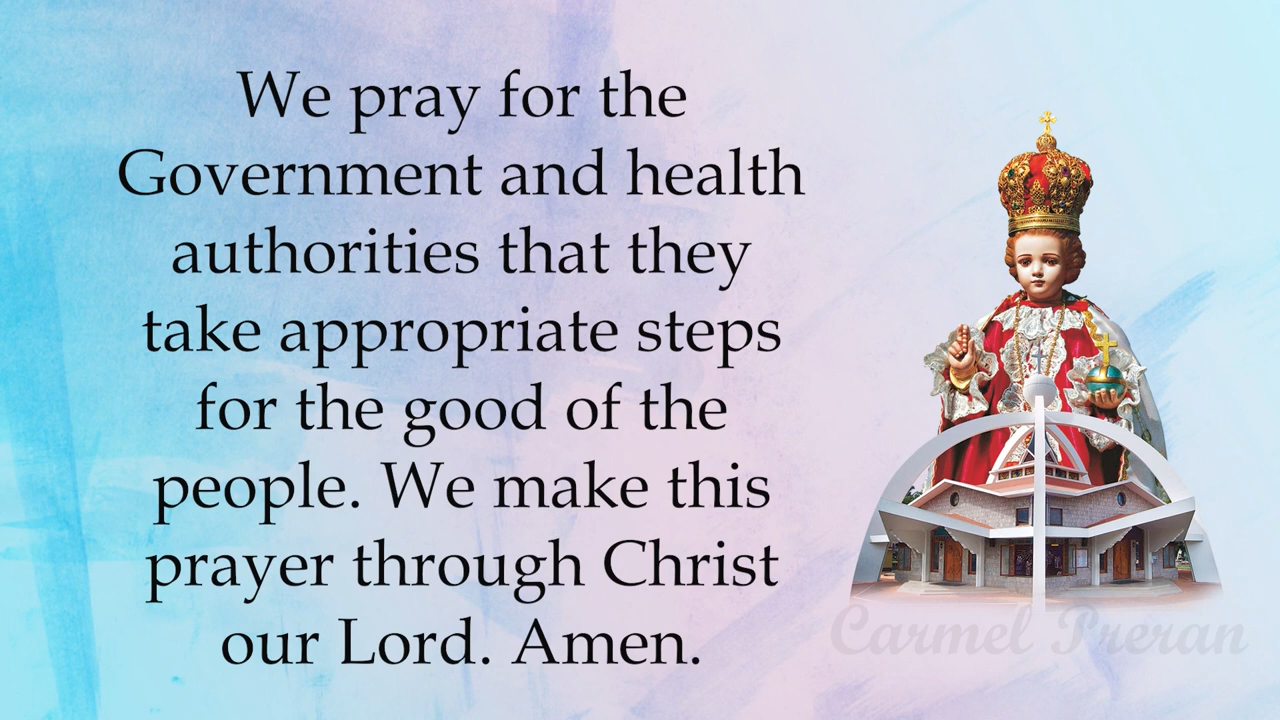 We pray for the
Government and health
authorities that they
take appropriate steps
for the good of the
people. We make this
prayer through Christ
our Lord. Amen.
Carmel Preran